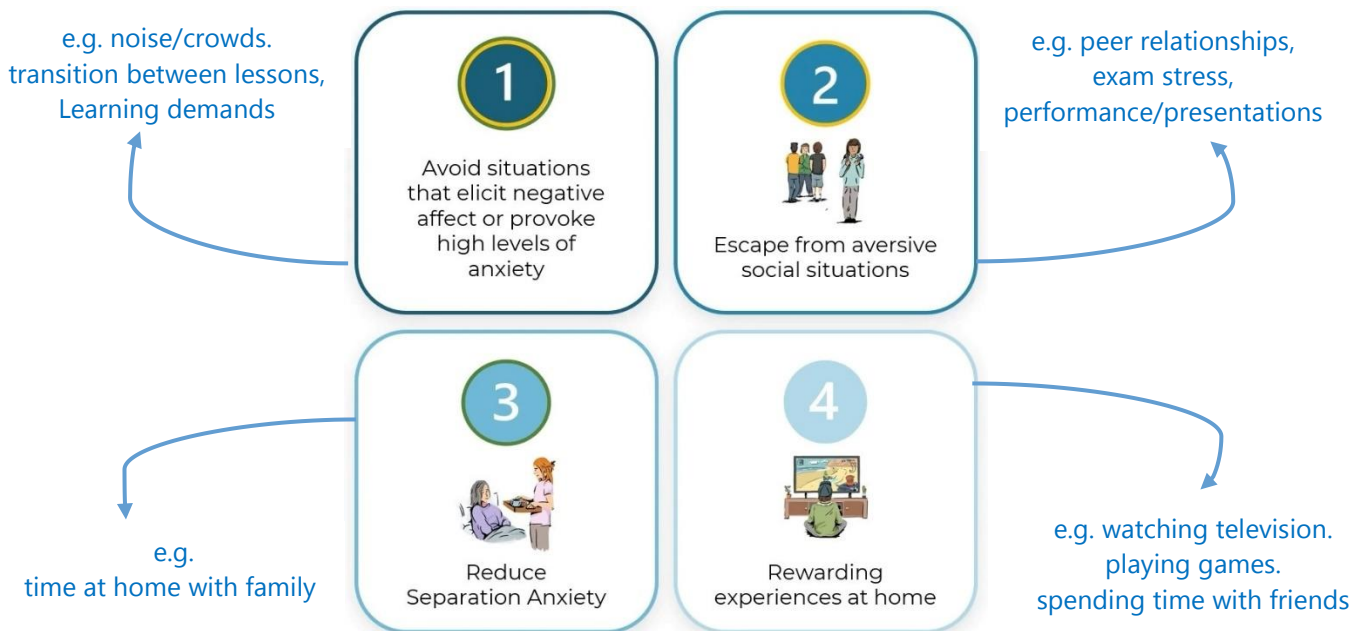 e.g. noise/crowds.
transition between lessons,
Learning demands
1
Avoid situations
that elicit negative
affect or provoke
high levels of
anxiety
2
Escape from aversive
social situations
e.g. peer relationships,
exam stress,
performance/presentations
e.g.
time at home with family
3
Reduce
Separation Anxiety
4
Rewarding
experiences at home
e.g. watching television.
playing games.
spending time with friends